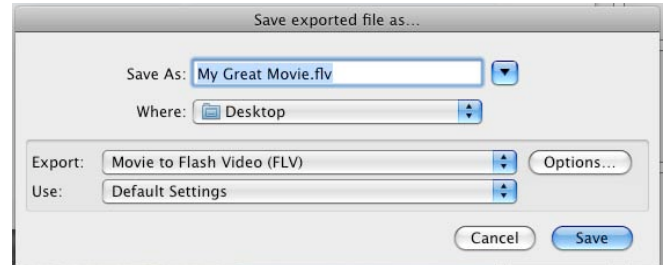 Save exported file as...
Save As: My Great Movie.flv
Where: Desktop
Export: Movie to Flash Video (FLV) Options...
Use: Default Settings
Cancel Save